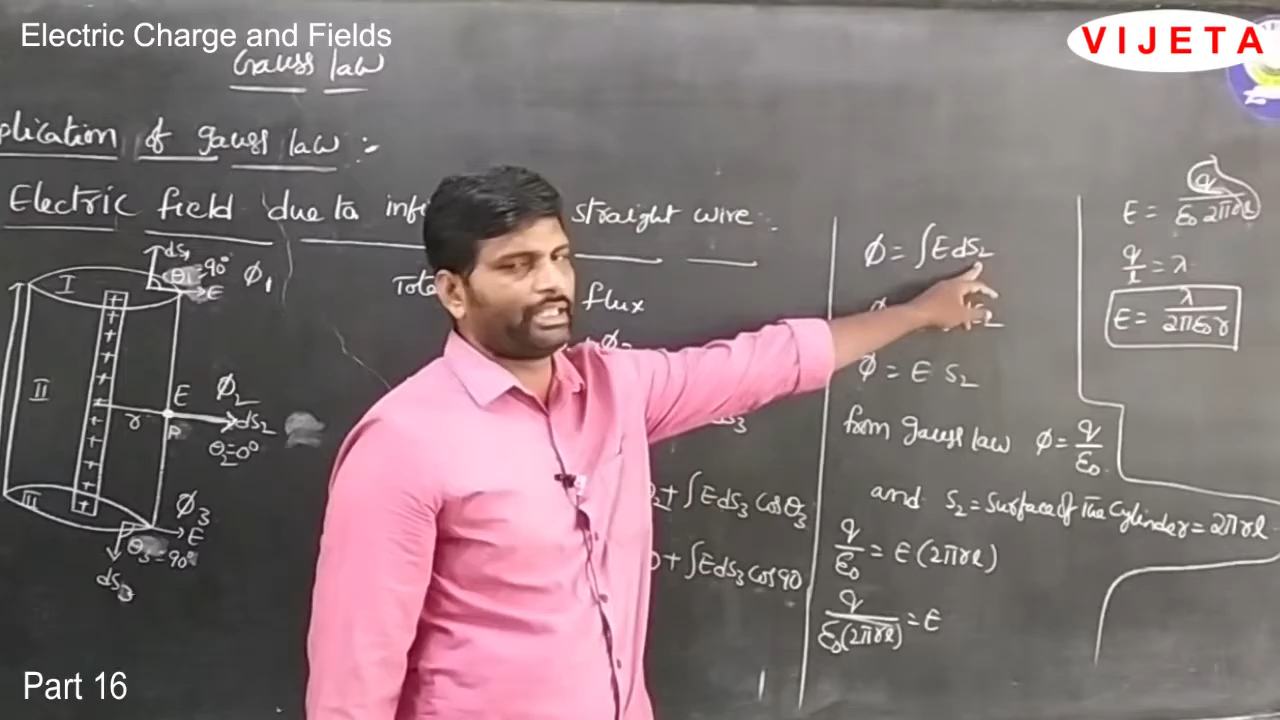 Electric Charge and Fields
VIJETA
Gauss law
plication of gauss law :-
Electric field due to inf straight wire :
I
II
III
dS1
θ1=90°
E
ϕ1
E
ϕ2
r
P
dS2
θ2=0°
ϕ3
E
θ3=90°
dS3
Tot flux
+ ϕ
dS3
+ ∫EdS3 Cosθ3
+ ∫EdS3 Cos90
ϕ = ∫EdS2
ϕ = E S2
from gauss law ϕ = q/ε0
and S2 = Surface of The Cylinder = 2πrl
q/ε0 = E(2πrl)
q/ε0(2πrl) = E
E = q/ε0 2πrl
q/l = λ
E = λ/2πε0r
Part 16